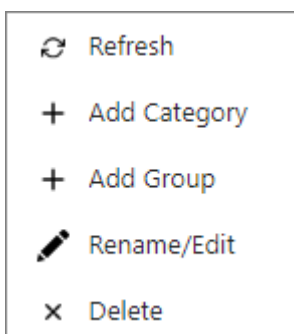 Refresh
Add Category
Add Group
Rename/Edit
Delete